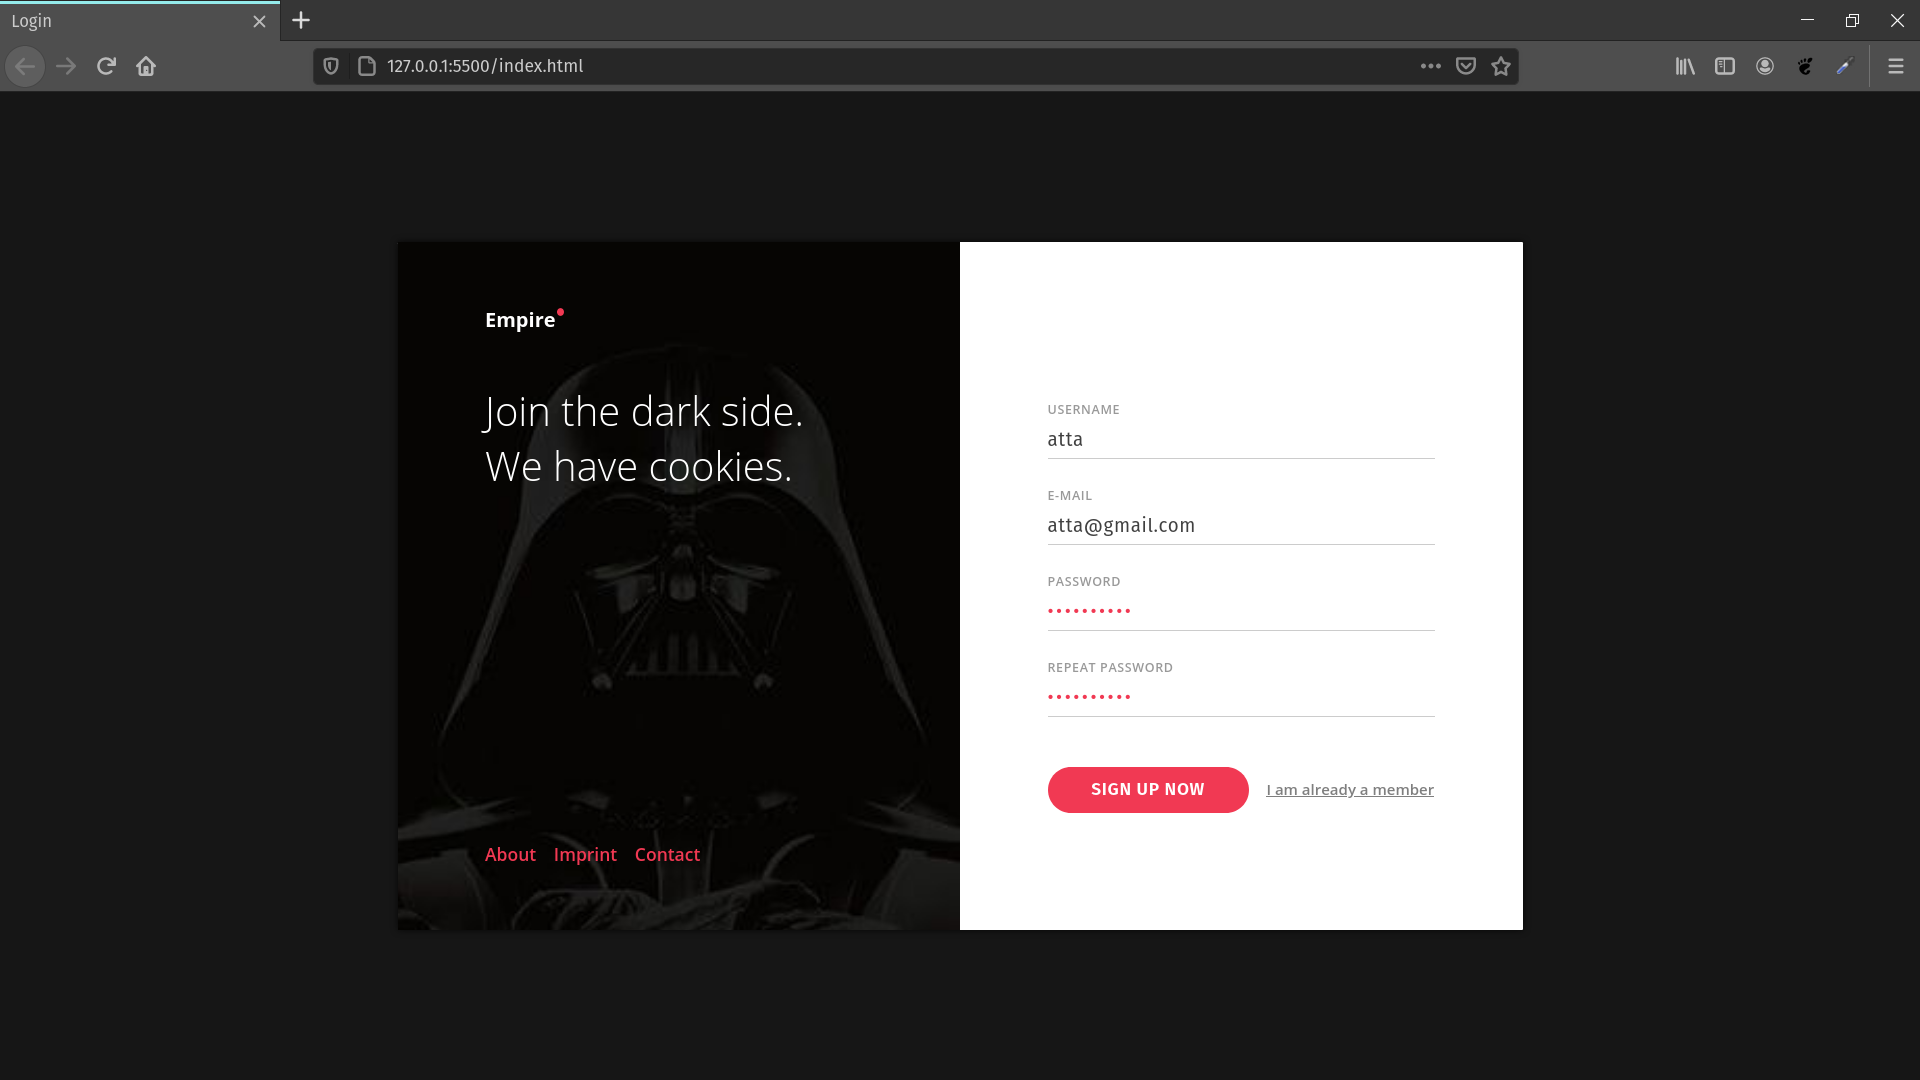 Login
127.0.0.1:5500/index.html
Empire
Join the dark side.
We have cookies.
About Imprint Contact
USERNAME
atta
E-MAIL
atta@gmail.com
PASSWORD
••••••••••
REPEAT PASSWORD
••••••••••
SIGN UP NOW
I am already a member